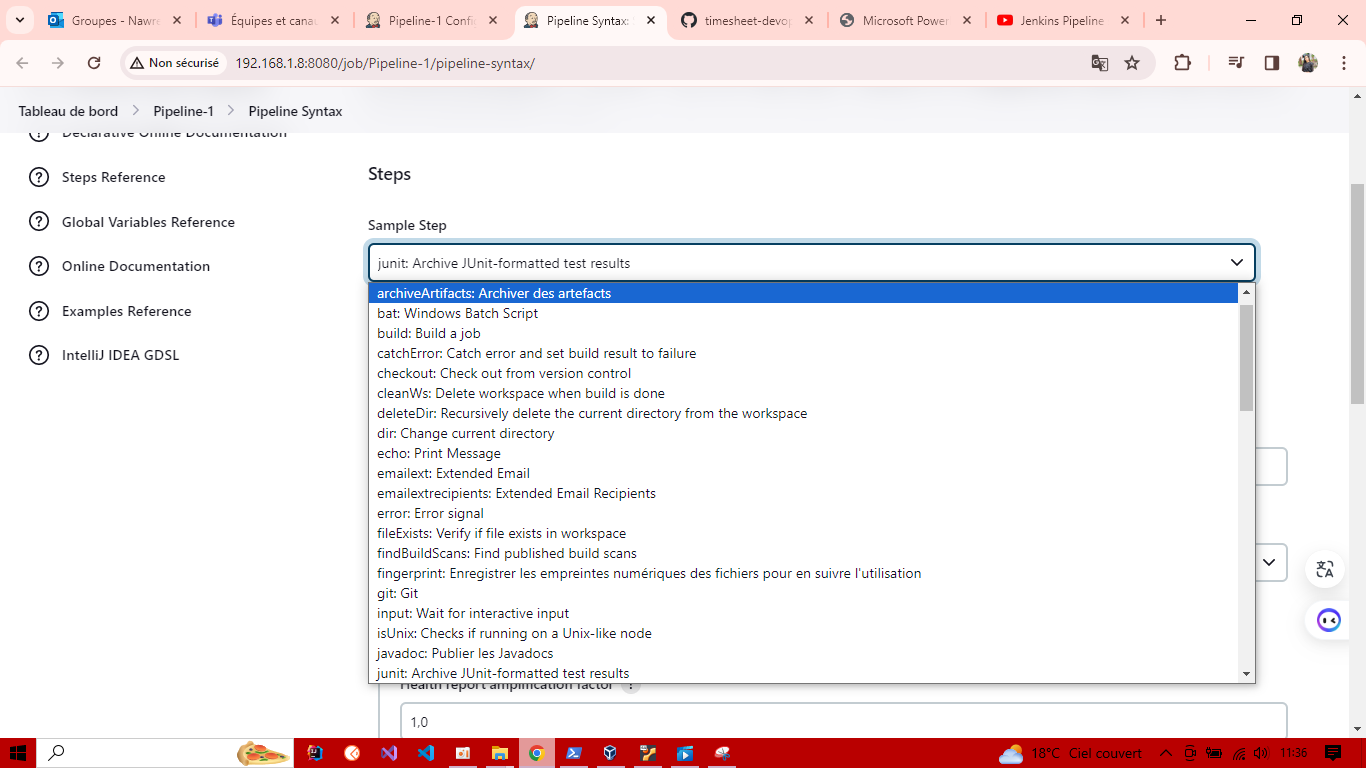 Groupes - Nawre
Équipes et canau
Pipeline-1 Confi
Pipeline Syntax:
timesheet-devop
Microsoft Power
Jenkins Pipeline
Non sécurisé
192.168.1.8:8080/job/Pipeline-1/pipeline-syntax/
Tableau de bord
Pipeline-1
Pipeline Syntax
Declarative Online Documentation
Steps Reference
Global Variables Reference
Online Documentation
Examples Reference
IntelliJ IDEA GDSL
Steps
Sample Step
junit: Archive JUnit-formatted test results
archiveArtifacts: Archiver des artefacts
bat: Windows Batch Script
build: Build a job
catchError: Catch error and set build result to failure
checkout: Check out from version control
cleanWs: Delete workspace when build is done
deleteDir: Recursively delete the current directory from the workspace
dir: Change current directory
echo: Print Message
emailext: Extended Email
emailextrecipients: Extended Email Recipients
error: Error signal
fileExists: Verify if file exists in workspace
findBuildScans: Find published build scans
fingerprint: Enregistrer les empreintes numériques des fichiers pour en suivre l'utilisation
git: Git
input: Wait for interactive input
isUnix: Checks if running on a Unix-like node
javadoc: Publier les Javadocs
junit: Archive JUnit-formatted test results
Health report amplification factor ?
1,0
18°C Ciel couvert
11:36